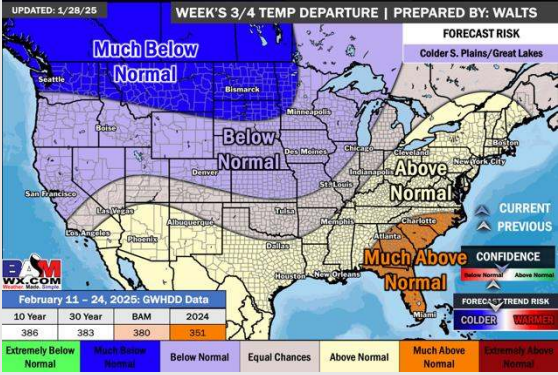 UPDATED: 1/28/25
WEEK'S 3/4 TEMP DEPARTURE | PREPARED BY: WALTS
FORECAST RISK
Colder S. Plains/Great Lakes
Much Below
Normal
Seattle
Bismarck
Minneapolis
Boise
Below
Normal
Des Moines
Chicago
Cleveland
Boston
New York City
Denver
Indianapolis
St. Louis
Above
Normal
San Francisco
Las Vegas
Los Angeles
Albuquerque
Tulsa
Memphis
Charlotte
Phoenix
Dallas
Atlanta
Much Above
Normal
Houston
New Orleans
Miami
CURRENT
PREVIOUS
CONFIDENCE
Below Normal
Above Normal
FORECAST TREND RISK
COLDER
WARMER
BAM
WX.COM
Weather. Made. Simple.
February 11 – 24, 2025: GWHDD Data
10 Year 30 Year BAM 2024
386 383 380 351
Extremely Below
Normal
Much Below
Normal
Below Normal
Equal Chances
Above Normal
Much Above
Normal
Extremely Above
Normal